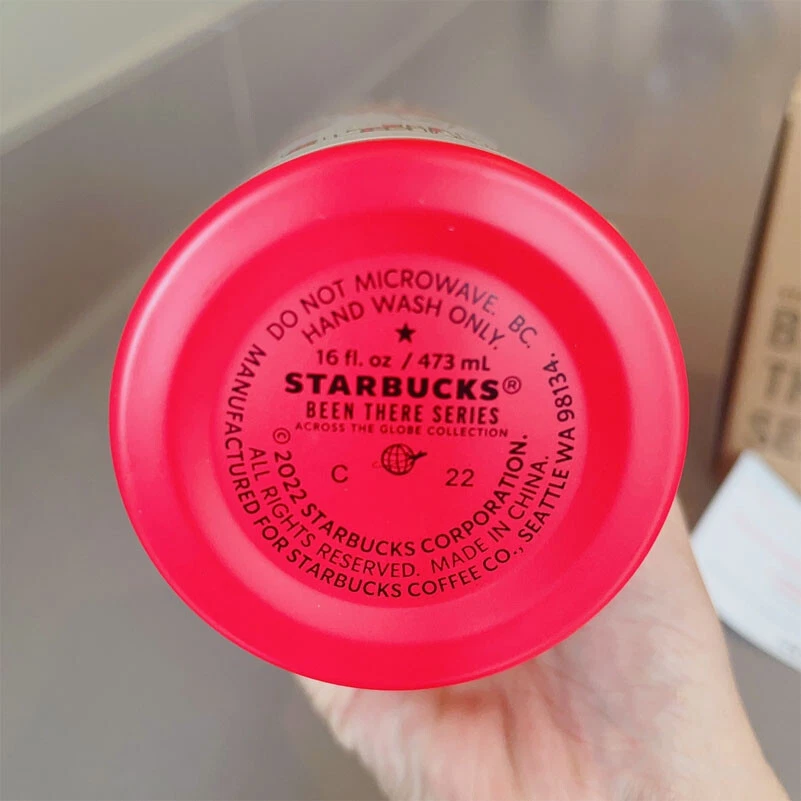 DO NOT MICROWAVE. BC.
HAND WASH ONLY.
16 fl. oz / 473 mL
STARBUCKS®
BEEN THERE SERIES
ACROSS THE GLOBE COLLECTION
C 22
© 2022 STARBUCKS CORPORATION.
ALL RIGHTS RESERVED. MADE IN CHINA.
MANUFACTURED FOR STARBUCKS COFFEE CO., SEATTLE WA 98134.